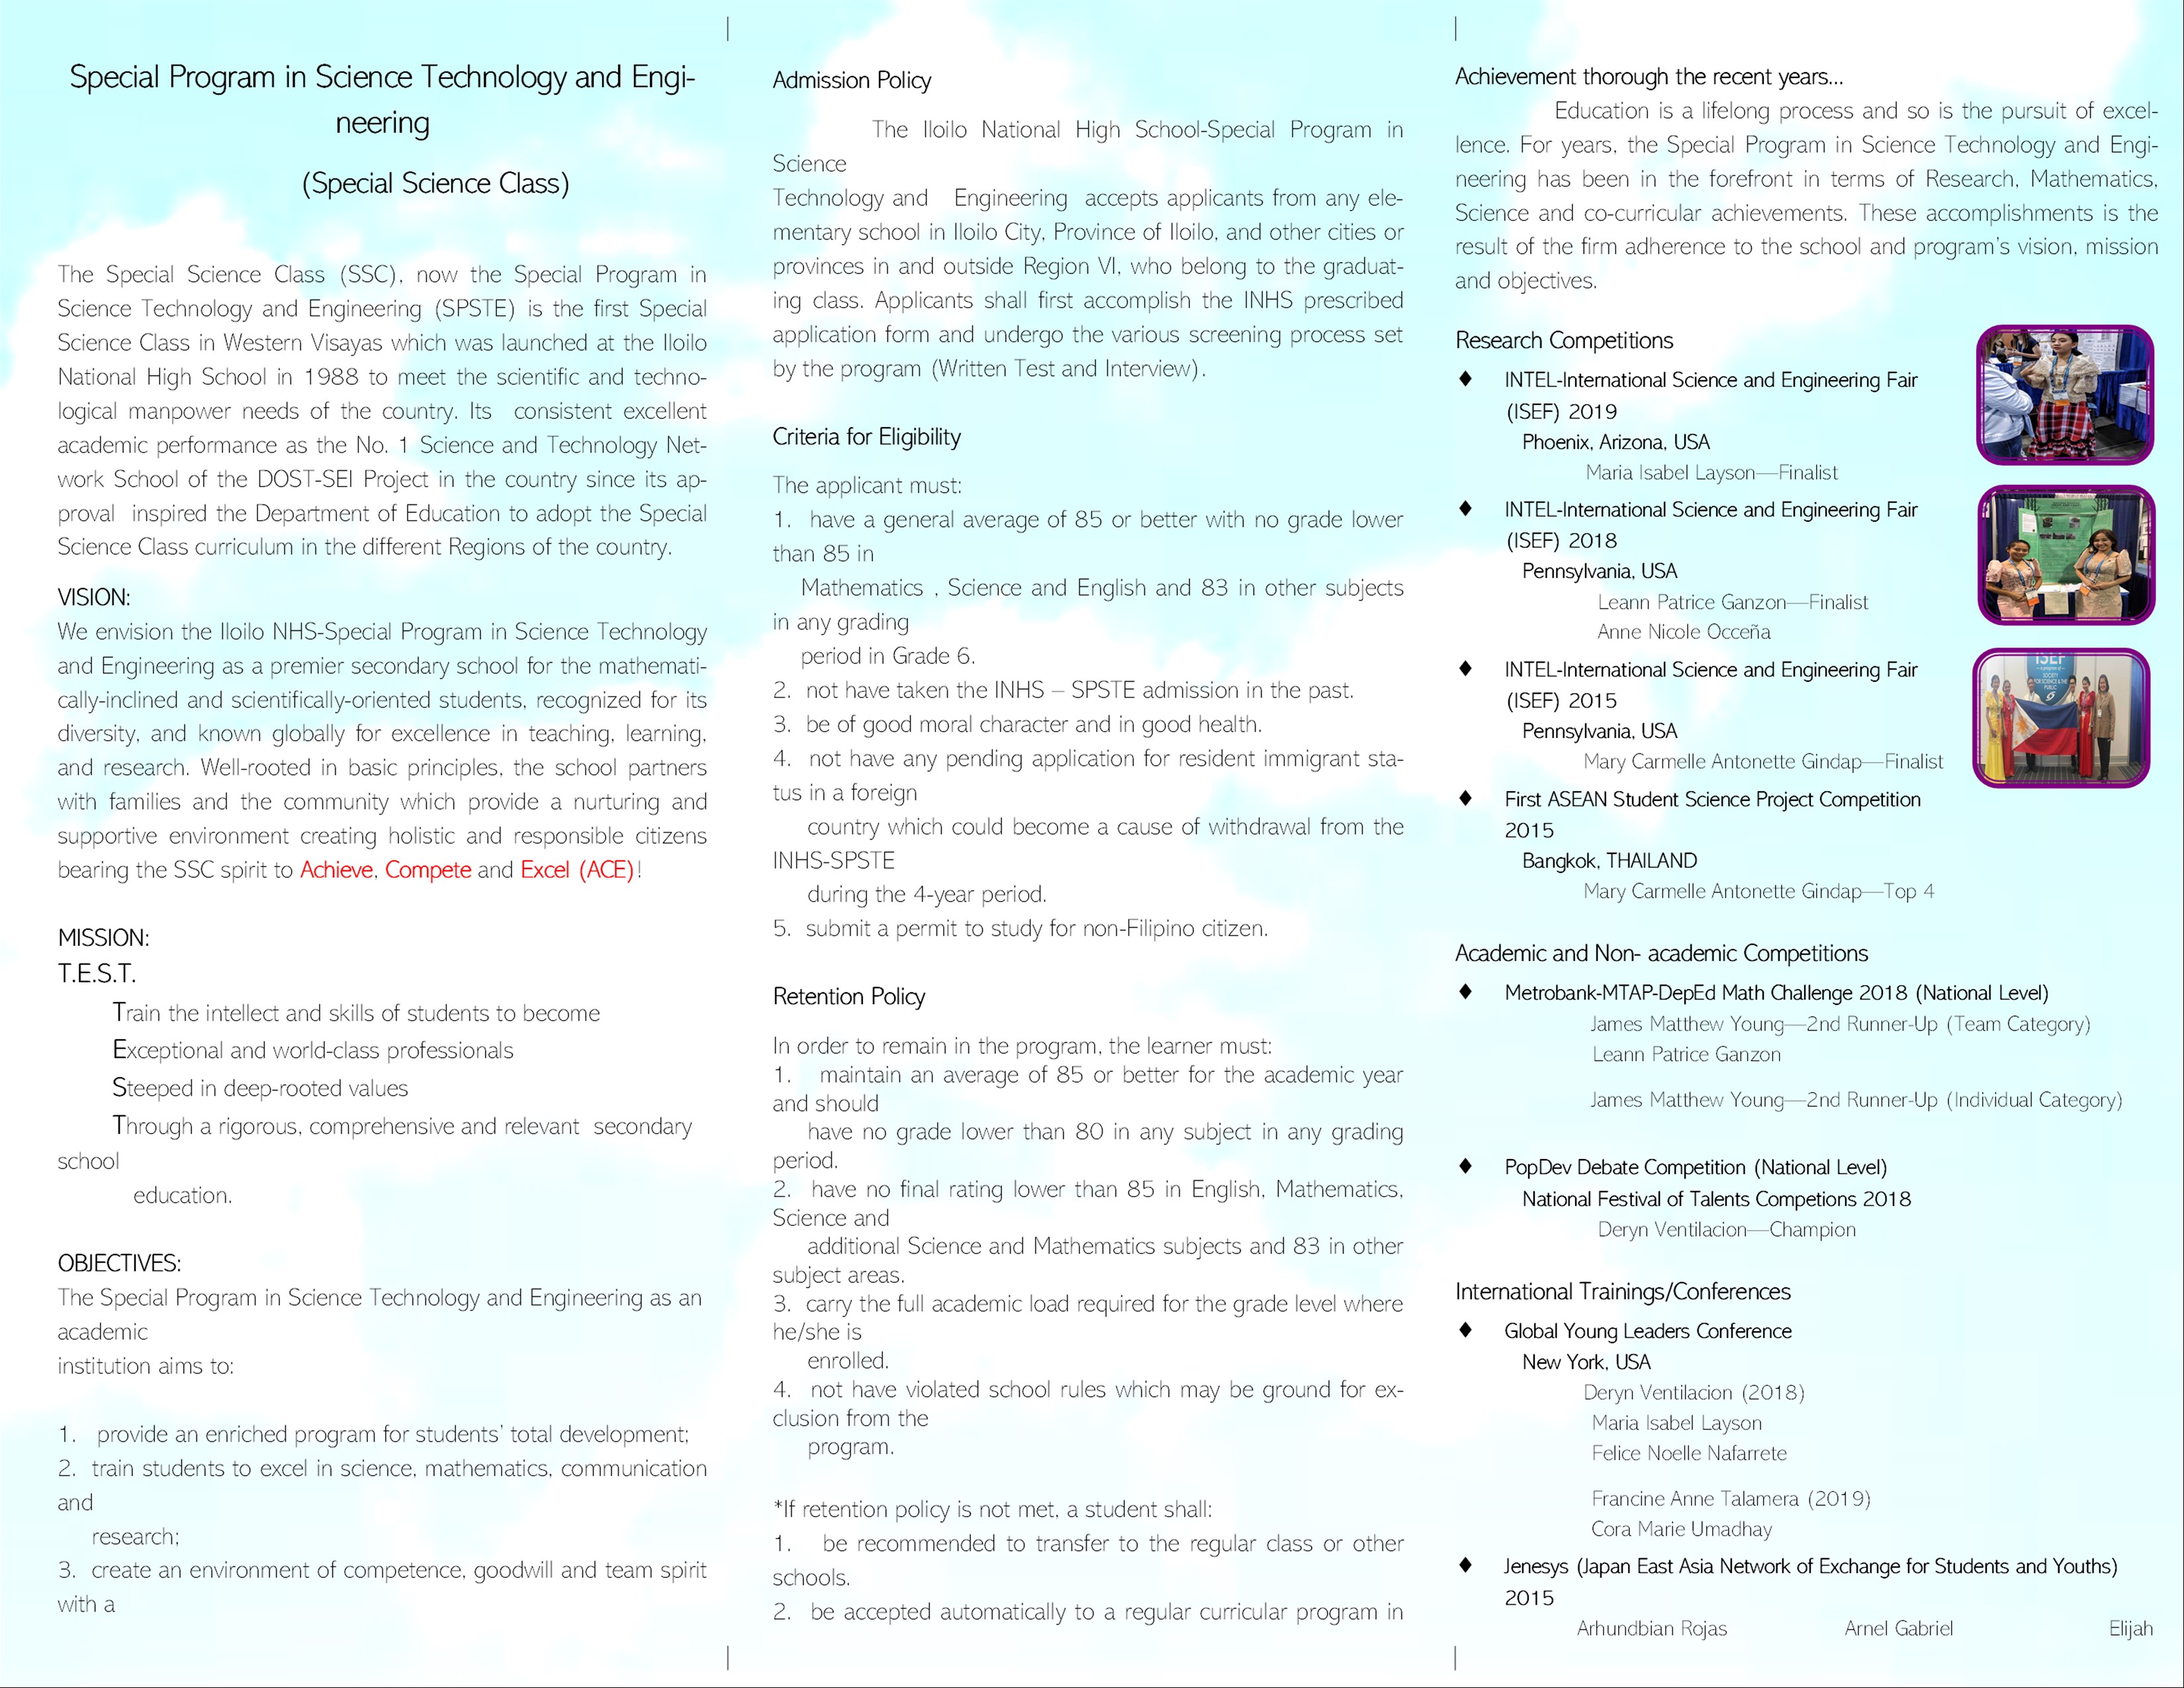 Special Program in Science Technology and Engi-
neering
(Special Science Class)
The Special Science Class (SSC), now the Special Program in
Science Technology and Engineering (SPSTE) is the first Special
Science Class in Western Visayas which was launched at the Iloilo
National High School in 1988 to meet the scientific and techno-
logical manpower needs of the country. Its consistent excellent
academic performance as the No. 1 Science and Technology Net-
work School of the DOST-SEI Project in the country since its ap-
proval inspired the Department of Education to adopt the Special
Science Class curriculum in the different Regions of the country.
VISION:
We envision the Iloilo NHS-Special Program in Science Technology
and Engineering as a premier secondary school for the mathemati-
cally-inclined and scientifically-oriented students, recognized for its
diversity, and known globally for excellence in teaching, learning,
and research. Well-rooted in basic principles, the school partners
with families and the community which provide a nurturing and
supportive environment creating holistic and responsible citizens
bearing the SSC spirit to Achieve, Compete and Excel (ACE)!
MISSION:
T.E.S.T.
Train the intellect and skills of students to become
Exceptional and world-class professionals
Steeped in deep-rooted values
Through a rigorous, comprehensive and relevant secondary
school
education.
OBJECTIVES:
The Special Program in Science Technology and Engineering as an
academic
institution aims to:
1. provide an enriched program for students' total development;
2. train students to excel in science, mathematics, communication
and
research;
3. create an environment of competence, goodwill and team spirit
with a
Admission Policy
The Iloilo National High School-Special Program in
Science
Technology and Engineering accepts applicants from any ele-
mentary school in Iloilo City, Province of Iloilo, and other cities or
provinces in and outside Region VI, who belong to the graduat-
ing class. Applicants shall first accomplish the INHS prescribed
application form and undergo the various screening process set
by the program (Written Test and Interview).
Criteria for Eligibility
The applicant must:
1. have a general average of 85 or better with no grade lower
than 85 in
Mathematics , Science and English and 83 in other subjects
in any grading
period in Grade 6.
2. not have taken the INHS – SPSTE admission in the past.
3. be of good moral character and in good health.
4. not have any pending application for resident immigrant sta-
tus in a foreign
country which could become a cause of withdrawal from the
INHS-SPSTE
during the 4-year period.
5. submit a permit to study for non-Filipino citizen.
Retention Policy
In order to remain in the program, the learner must:
1. maintain an average of 85 or better for the academic year
and should
have no grade lower than 80 in any subject in any grading
period.
2. have no final rating lower than 85 in English, Mathematics,
Science and
additional Science and Mathematics subjects and 83 in other
subject areas.
3. carry the full academic load required for the grade level where
he/she is
enrolled.
4. not have violated school rules which may be ground for ex-
clusion from the
program.
*If retention policy is not met, a student shall:
1. be recommended to transfer to the regular class or other
schools.
2. be accepted automatically to a regular curricular program in
Achievement thorough the recent years...
Education is a lifelong process and so is the pursuit of excel-
lence. For years, the Special Program in Science Technology and Engi-
neering has been in the forefront in terms of Research, Mathematics,
Science and co-curricular achievements. These accomplishments is the
result of the firm adherence to the school and program's vision, mission
and objectives.
Research Competitions
♦ INTEL-International Science and Engineering Fair
(ISEF) 2019
Phoenix, Arizona, USA
Maria Isabel Layson—Finalist
♦ INTEL-International Science and Engineering Fair
(ISEF) 2018
Pennsylvania, USA
Leann Patrice Ganzon—Finalist
Anne Nicole Occeña
♦ INTEL-International Science and Engineering Fair
(ISEF) 2015
Pennsylvania, USA
Mary Carmelle Antonette Gindap—Finalist
♦ First ASEAN Student Science Project Competition
2015
Bangkok, THAILAND
Mary Carmelle Antonette Gindap—Top 4
Academic and Non- academic Competitions
♦ Metrobank-MTAP-DepEd Math Challenge 2018 (National Level)
James Matthew Young—2nd Runner-Up (Team Category)
Leann Patrice Ganzon
James Matthew Young—2nd Runner-Up (Individual Category)
♦ PopDev Debate Competition (National Level)
National Festival of Talents Competions 2018
Deryn Ventilacion—Champion
International Trainings/Conferences
♦ Global Young Leaders Conference
New York, USA
Deryn Ventilacion (2018)
Maria Isabel Layson
Felice Noelle Nafarrete
Francine Anne Talamera (2019)
Cora Marie Umadhay
♦ Jenesys (Japan East Asia Network of Exchange for Students and Youths)
2015
Arhundbian Rojas Arnel Gabriel Elijah